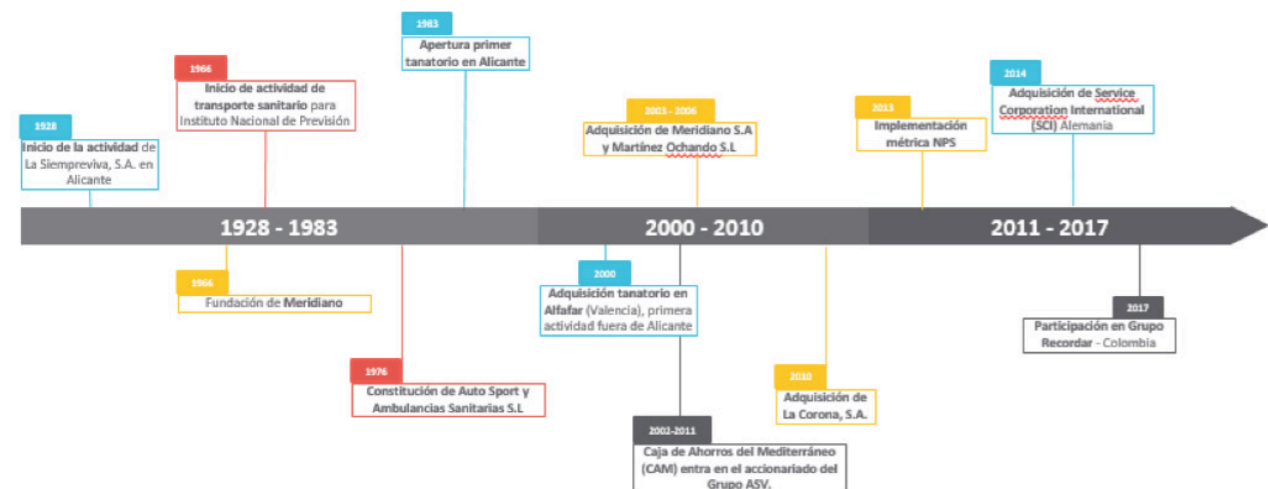 1983
Apertura primer
tanatorio en Alicante
1966
Inicio de actividad de
transporte sanitario para
Instituto Nacional de Previsión
2014
Adquisición de Service
Corporation International
(SCI) Alemania
2003 - 2006
Adquisición de Meridiano S.A
y Martínez Ochando S.L
2013
Implementación
métrica NPS
1928
Inicio de la actividad de
La Siempreviva, S.A. en
Alicante
1928 - 1983
2000 - 2010
2011 - 2017
1966
Fundación de Meridiano
2000
Adquisición tanatorio en
Alfafar (Valencia), primera
actividad fuera de Alicante
2017
Participación en Grupo
Recordar - Colombia
1976
Constitución de Auto Sport y
Ambulancias Sanitarias S.L
2010
Adquisición de
La Corona, S.A.
2002-2011
Caja de Ahorros del Mediterráneo
(CAM) entra en el accionariado del
Grupo ASV.